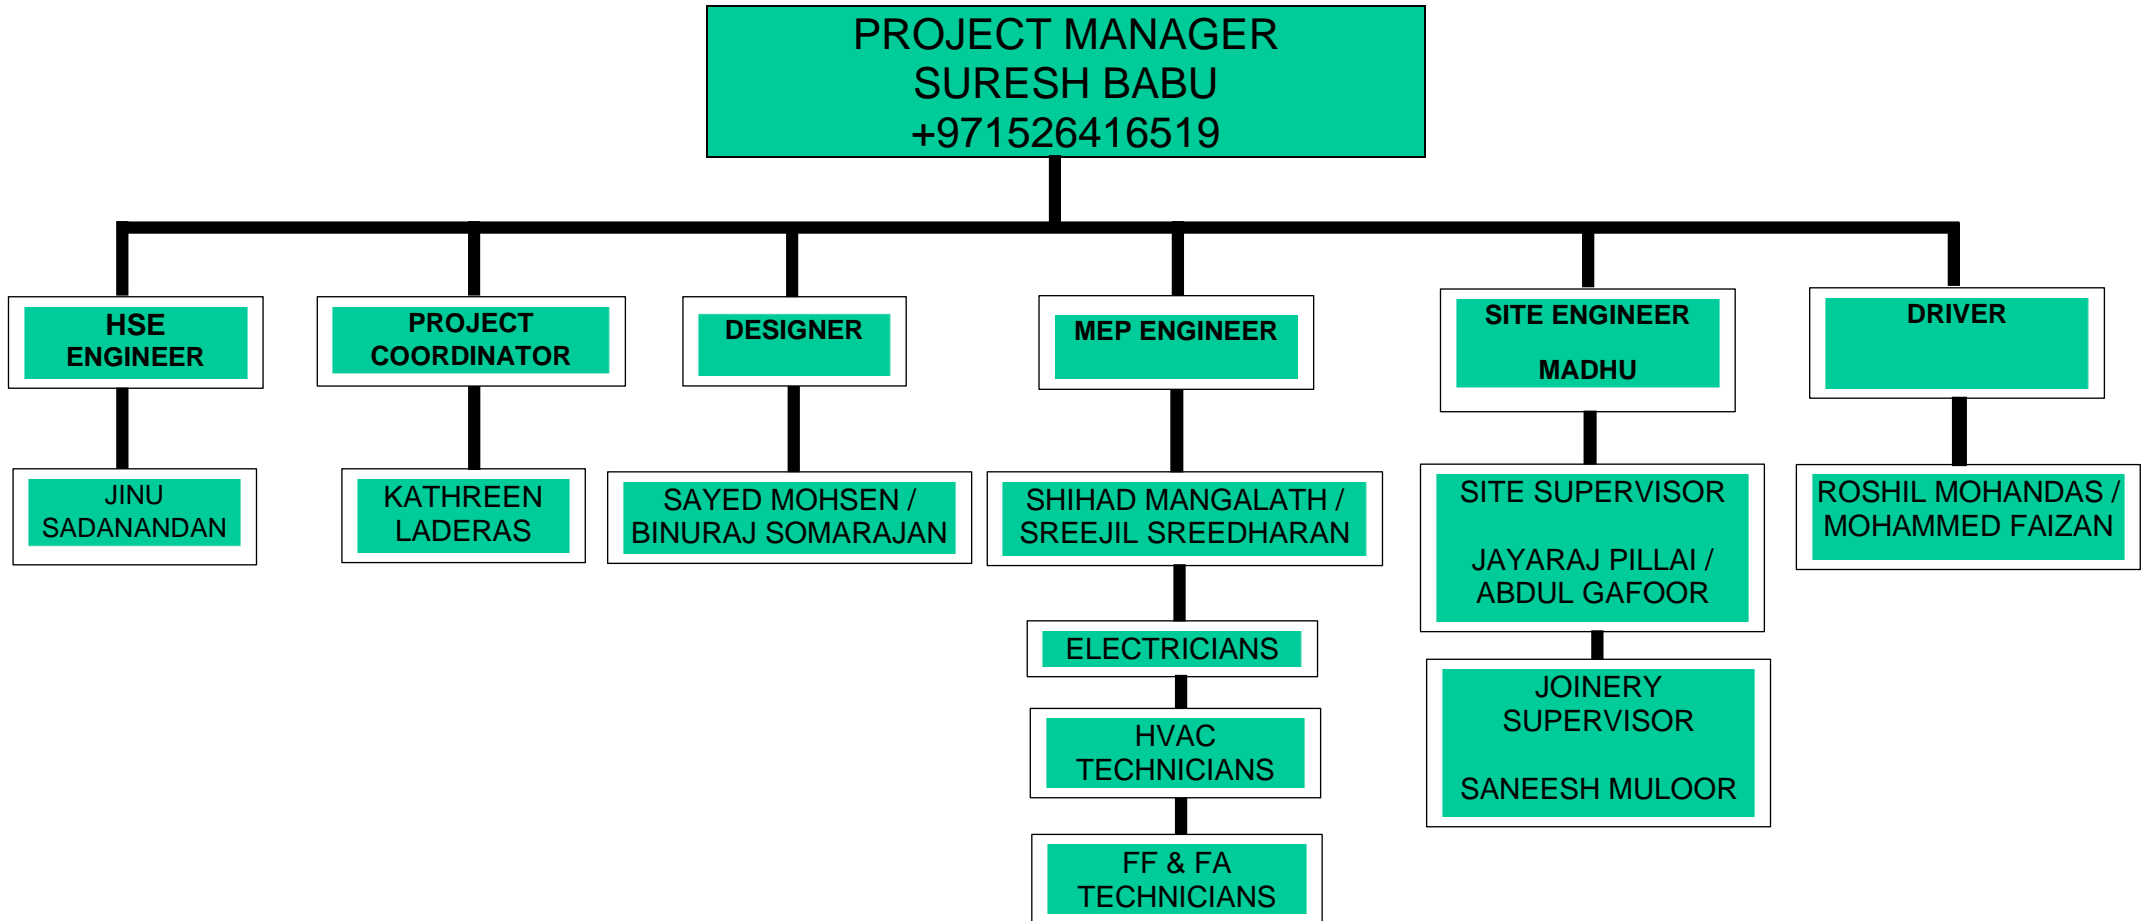 PROJECT MANAGER
SURESH BABU
+971526416519
HSE
ENGINEER
PROJECT
COORDINATOR
DESIGNER
MEP ENGINEER
SITE ENGINEER
MADHU
DRIVER
JINU
SADANANDAN
KATHREEN
LADERAS
SAYED MOHSEN /
BINURAJ SOMARAJAN
SHIHAD MANGALATH /
SREEJIL SREEDHARAN
SITE SUPERVISOR
JAYARAJ PILLAI /
ABDUL GAFOOR
ROSHIL MOHANDAS /
MOHAMMED FAIZAN
ELECTRICIANS
HVAC
TECHNICIANS
JOINERY
SUPERVISOR
SANEESH MULOOR
FF & FA
TECHNICIANS